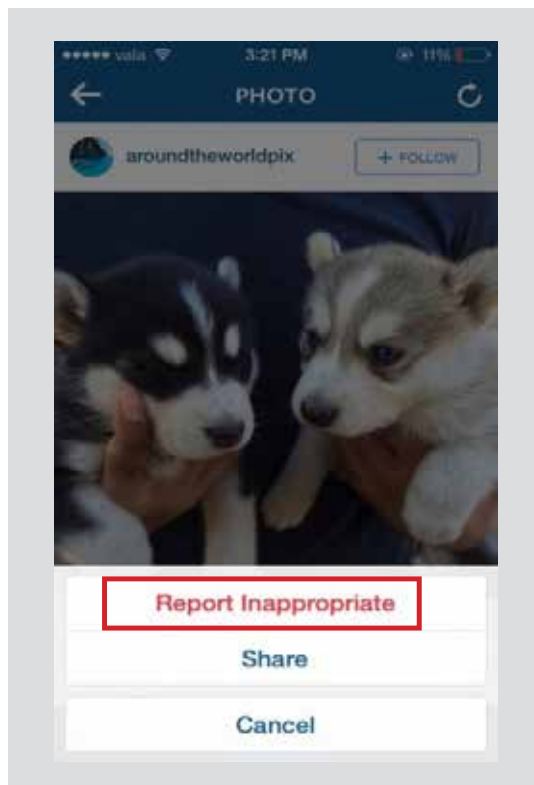 vala 3:21 PM 11%
PHOTO
aroundtheworldpix + FOLLOW
Report Inappropriate
Share
Cancel